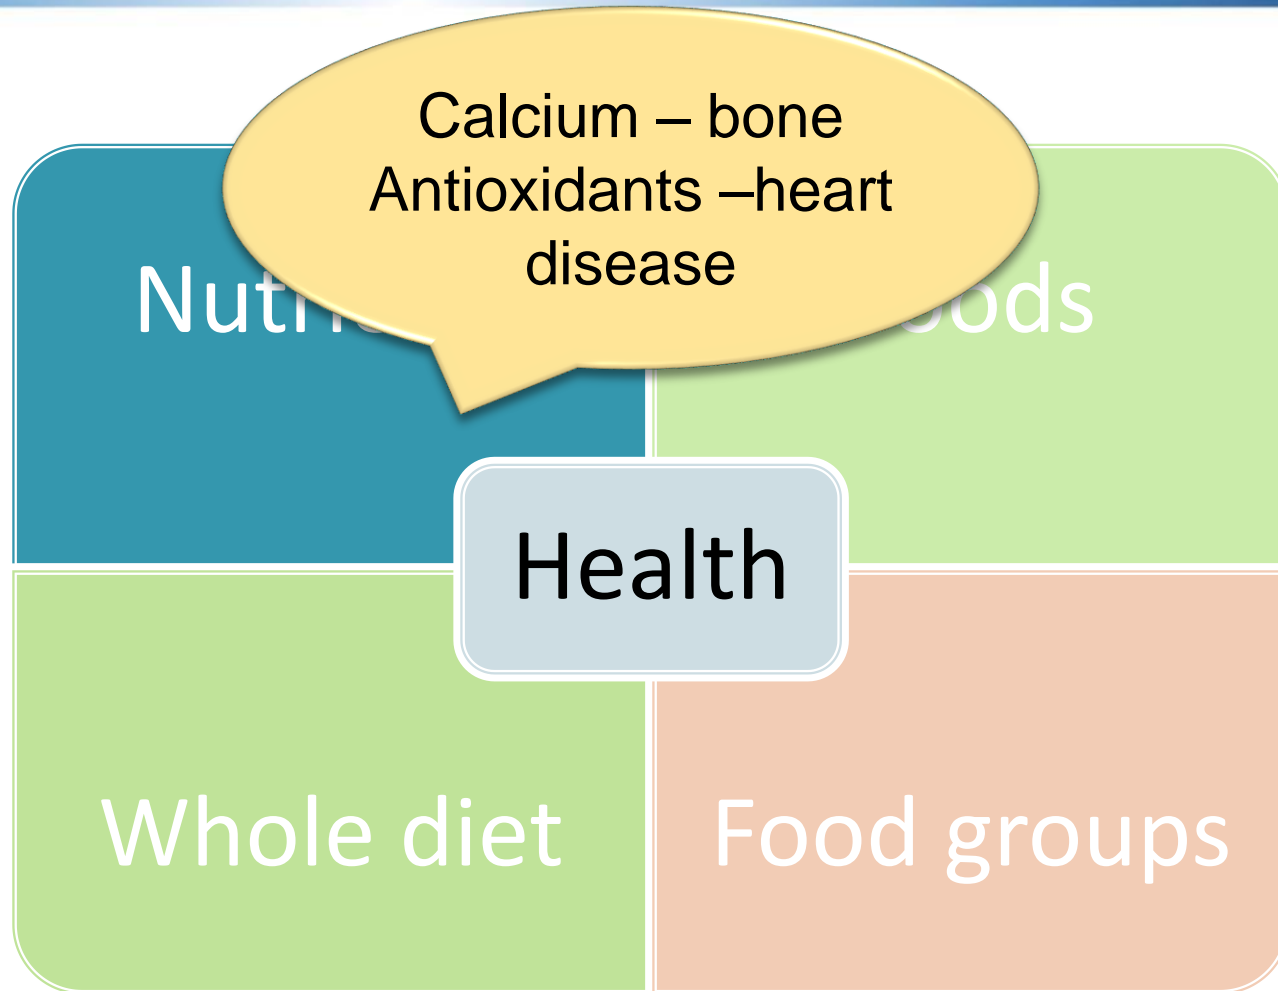 Calcium – bone
Antioxidants –heart
disease
Health
Whole diet
Food groups